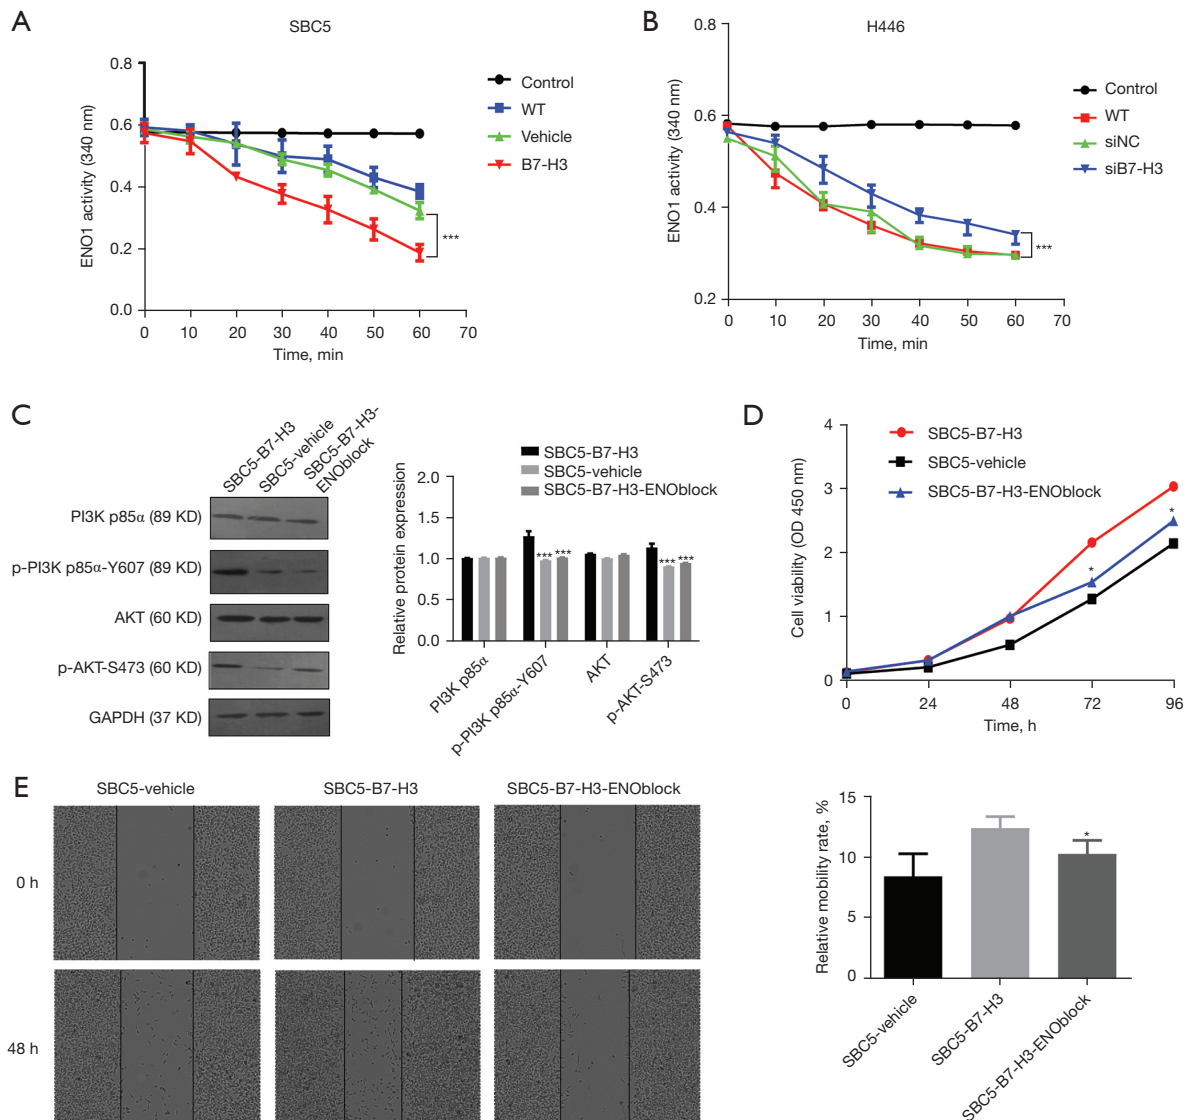 A
SBC5
ENO1 activity (340 nm)
0.8
0.6
0.4
0.2
0.0
0 10 20 30 40 50 60 70
Time, min
Control
WT
Vehicle
B7-H3
***
B
H446
ENO1 activity (340 nm)
0.8
0.6
0.4
0.2
0 10 20 30 40 50 60 70
Time, min
Control
WT
siNC
siB7-H3
***
C
SBC5-B7-H3
SBC5-vehicle
SBC5-B7-H3-
ENOblock
PI3K p85α (89 KD)
p-PI3K p85α-Y607 (89 KD)
AKT (60 KD)
p-AKT-S473 (60 KD)
GAPDH (37 KD)
Relative protein expression
2.0
1.5
1.0
0.5
0.0
SBC5-B7-H3
SBC5-vehicle
SBC5-B7-H3-ENOblock
*** ***
*** ***
PI3K p85α
p-PI3K p85α-Y607
AKT
p-AKT-S473
D
Cell viability (OD 450 nm)
4
3
2
1
0
0 24 48 72 96
Time, h
SBC5-B7-H3
SBC5-vehicle
SBC5-B7-H3-ENOblock
*
*
E
SBC5-vehicle
SBC5-B7-H3
SBC5-B7-H3-ENOblock
0 h
48 h
Relative mobility rate, %
15
10
5
0
*
SBC5-vehicle
SBC5-B7-H3
SBC5-B7-H3-ENOblock